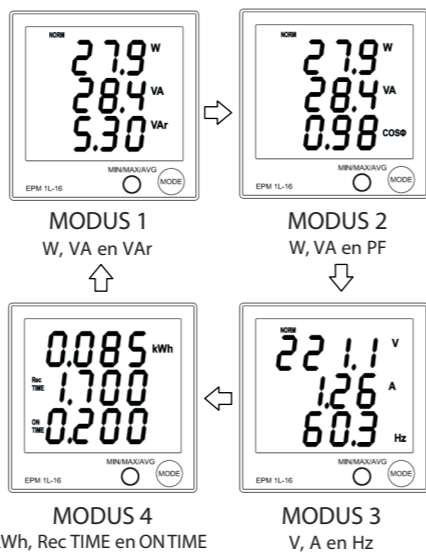 NORM
27.9 W
28.4 VA
5.30 VAr
MIN/MAX/AVG
EPM 1L-16
MODE
MODUS 1
W, VA en VAr
NORM
27.9 W
28.4 VA
0.98 COSΦ
MIN/MAX/AVG
EPM 1L-16
MODE
MODUS 2
W, VA en PF
0.085 kWh
Rec TIME 1.700
ON TIME 0.200
MIN/MAX/AVG
EPM 1L-16
MODE
MODUS 4
Wh, Rec TIME en ON TIME
NORM
221.1 V
1.26 A
60.3 Hz
MIN/MAX/AVG
EPM 1L-16
MODE
MODUS 3
V, A en Hz